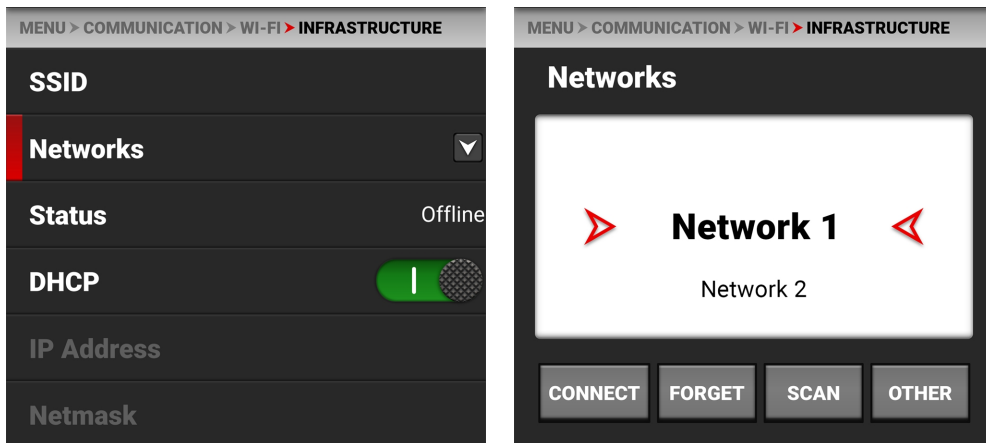 MENU > COMMUNICATION > WI-FI > INFRASTRUCTURE
SSID
Networks
Status Offline
DHCP
IP Address
Netmask
MENU > COMMUNICATION > WI-FI > INFRASTRUCTURE
Networks
Network 1
Network 2
CONNECT FORGET SCAN OTHER